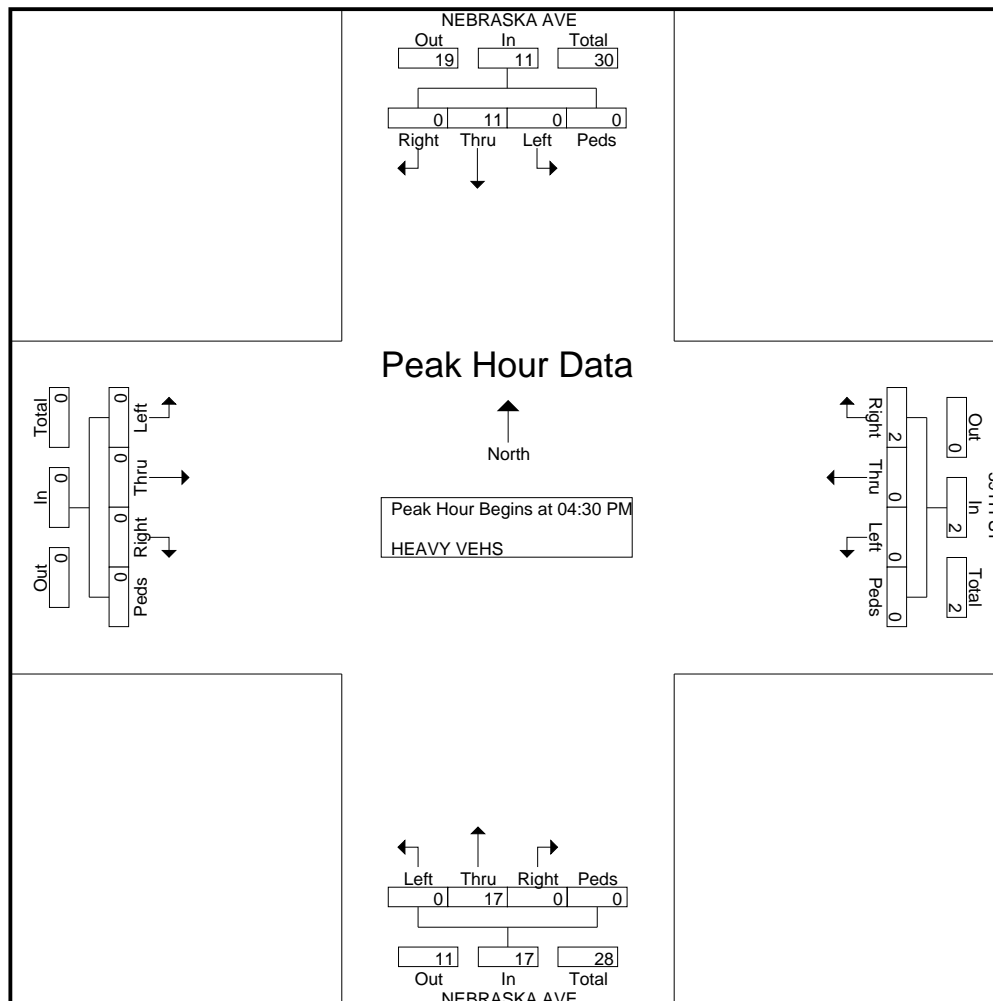 NEBRASKA AVE
Out In Total
19 11 30
0 11 0 0
Right Thru Left Peds
Peak Hour Data
North
Peak Hour Begins at 04:30 PM
HEAVY VEHS
Total In Out
0 0 0
0 0 0 0
Left Thru Right Peds
Right Thru Left Peds
2 0 0 0
Out In Total
0 2 2
Left Thru Right Peds
0 17 0 0
11 17 28
Out In Total
NEBRASKA AVE